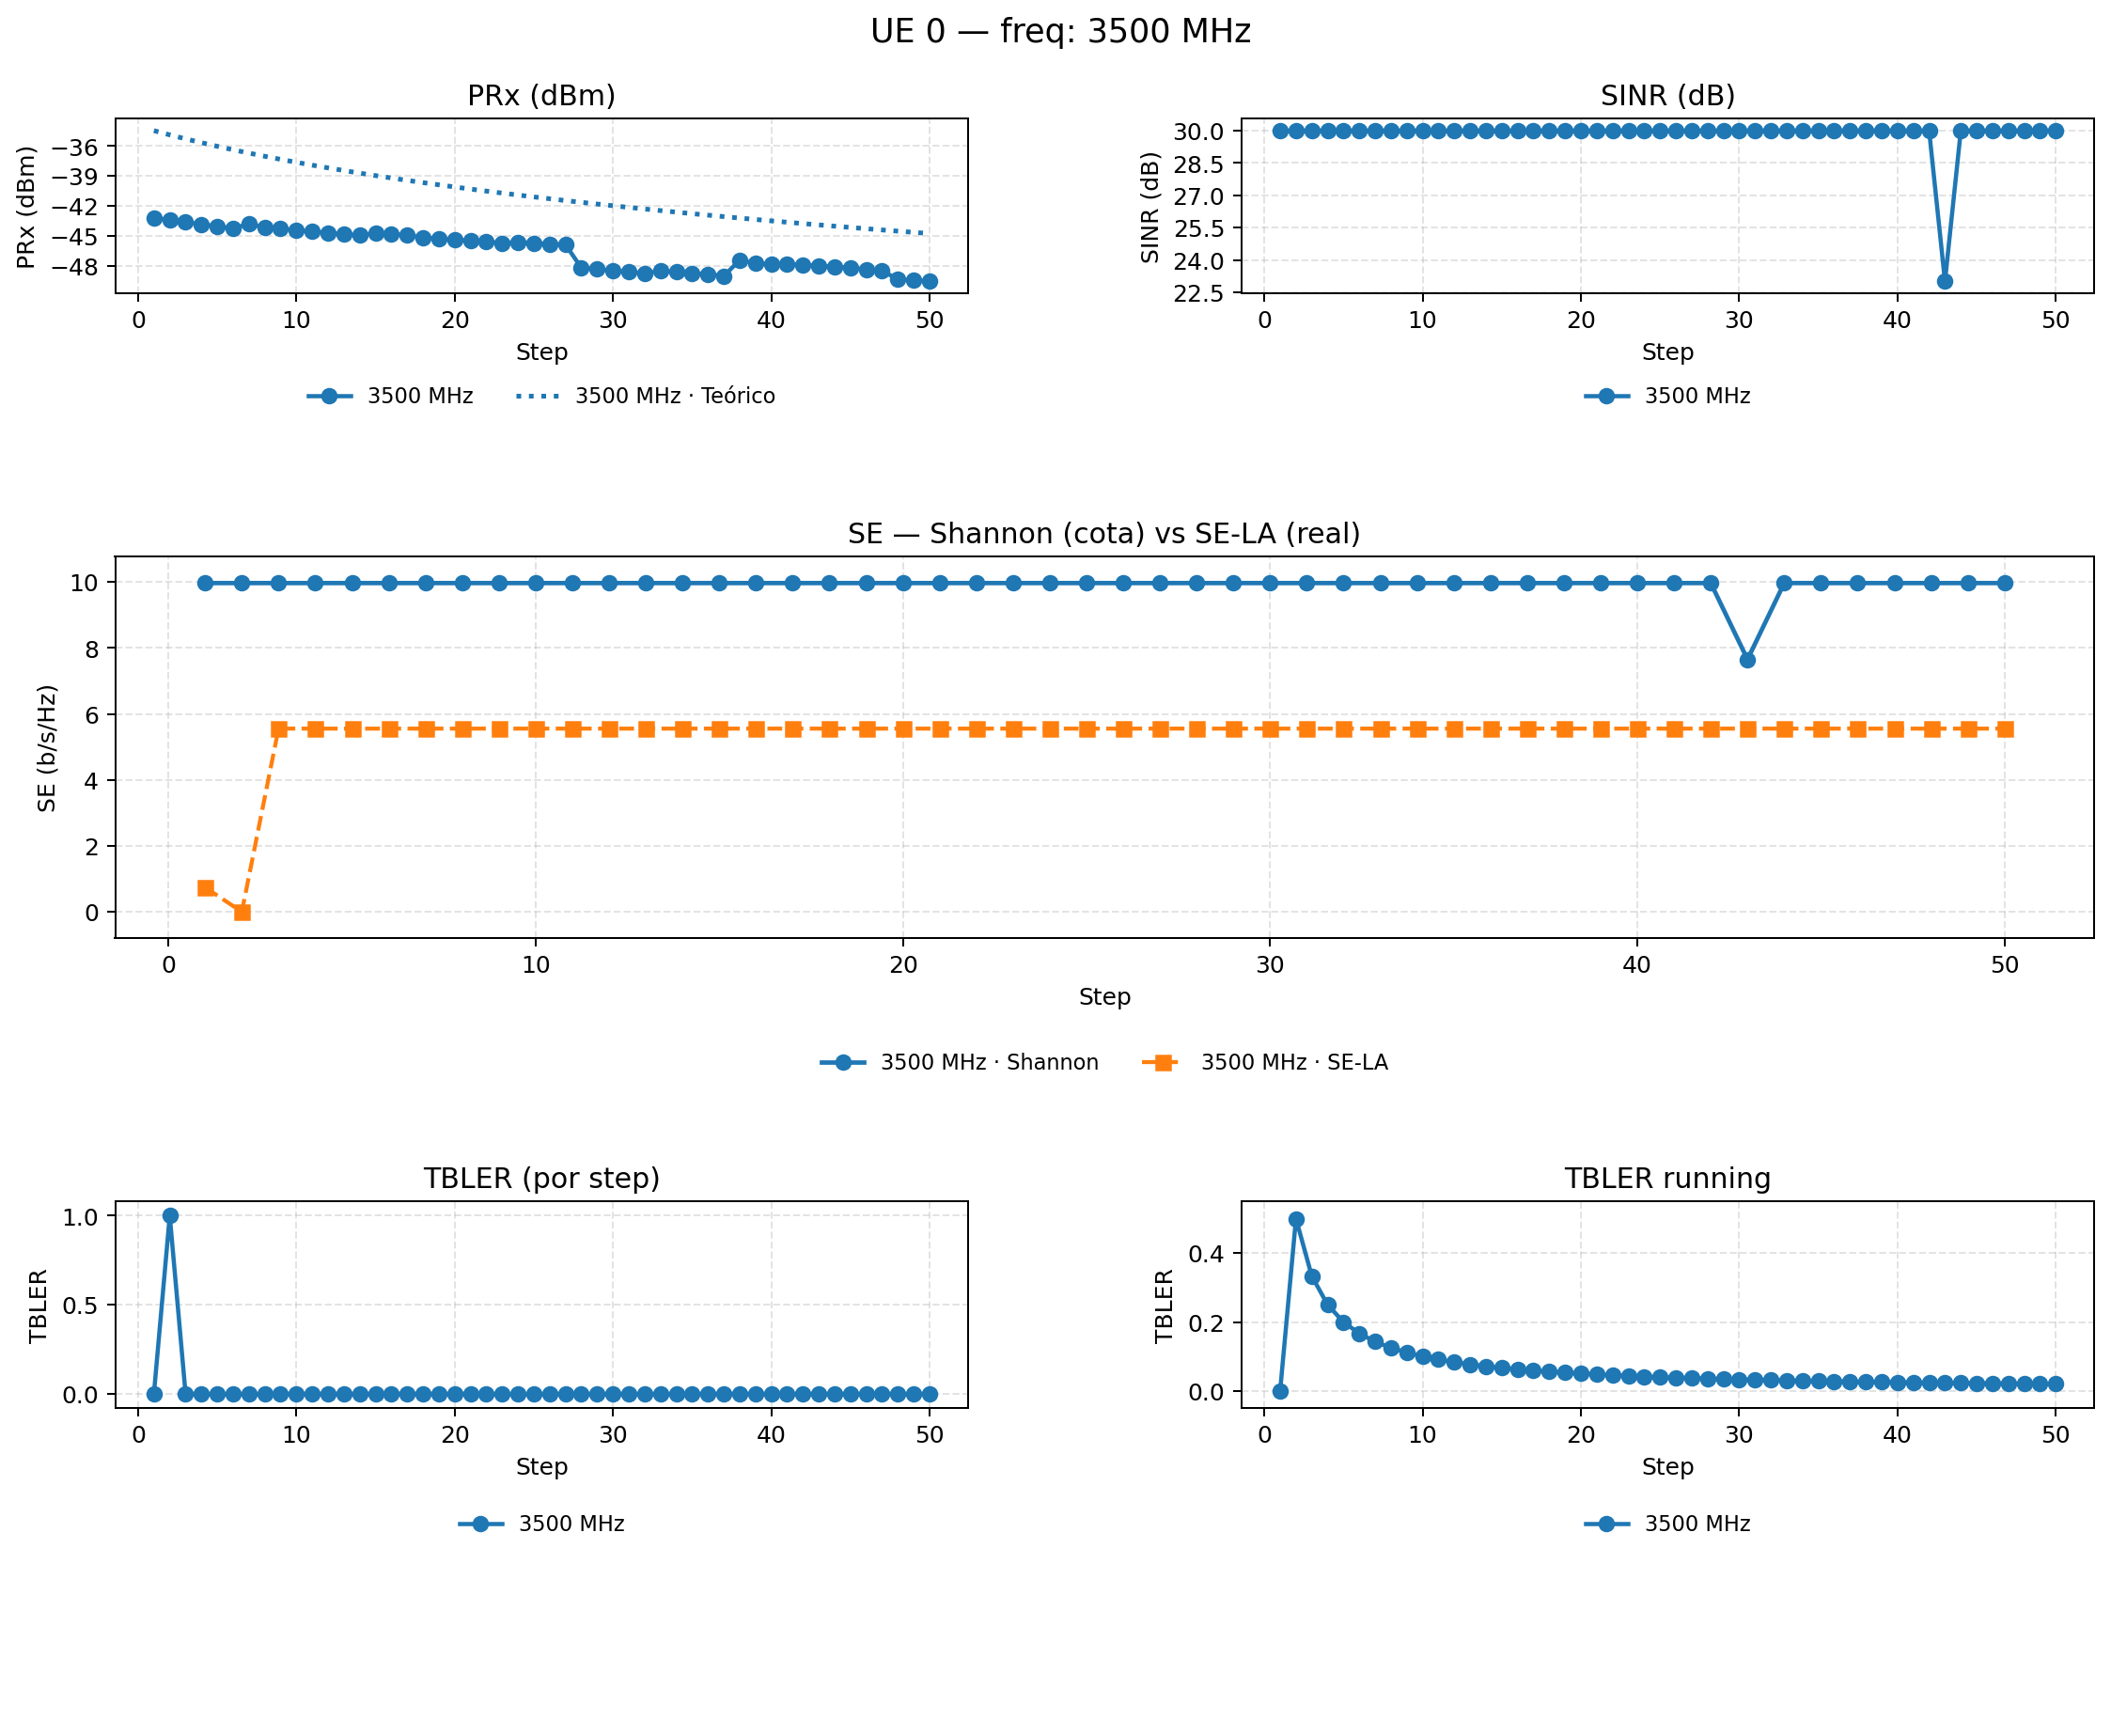 UE 0 — freq: 3500 MHz
PRx (dBm)
PRx (dBm)
−36
−39
−42
−45
−48
0 10 20 30 40 50
Step
3500 MHz 3500 MHz · Teórico
SINR (dB)
SINR (dB)
30.0
28.5
27.0
25.5
24.0
22.5
0 10 20 30 40 50
Step
3500 MHz
SE — Shannon (cota) vs SE-LA (real)
SE (b/s/Hz)
10
8
6
4
2
0
0 10 20 30 40 50
Step
3500 MHz · Shannon 3500 MHz · SE-LA
TBLER (por step)
TBLER
1.0
0.5
0.0
0 10 20 30 40 50
Step
3500 MHz
TBLER running
TBLER
0.4
0.2
0.0
0 10 20 30 40 50
Step
3500 MHz